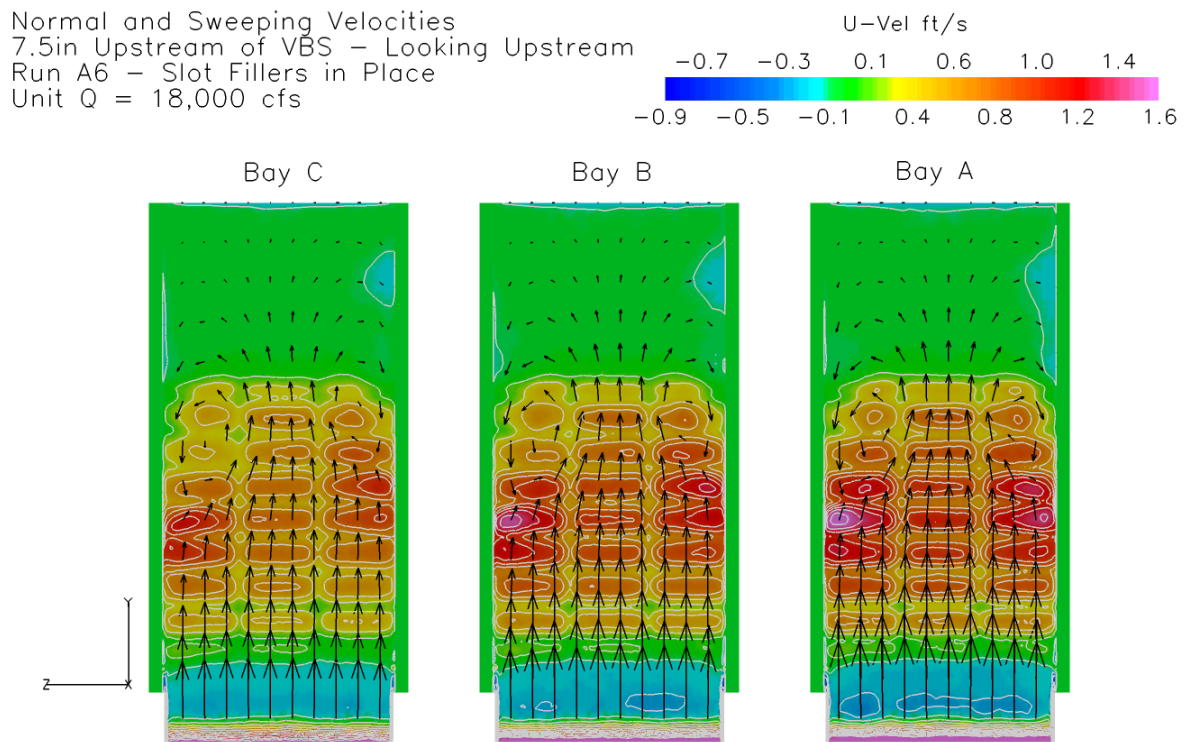 Normal and Sweeping Velocities
7.5in Upstream of VBS – Looking Upstream
Run A6 – Slot Fillers in Place
Unit Q = 18,000 cfs
U–Vel ft/s
−0.7 −0.3 0.1 0.6 1.0 1.4
−0.9 −0.5 −0.1 0.4 0.8 1.2 1.6
Bay C Bay B Bay A
Y
Z X